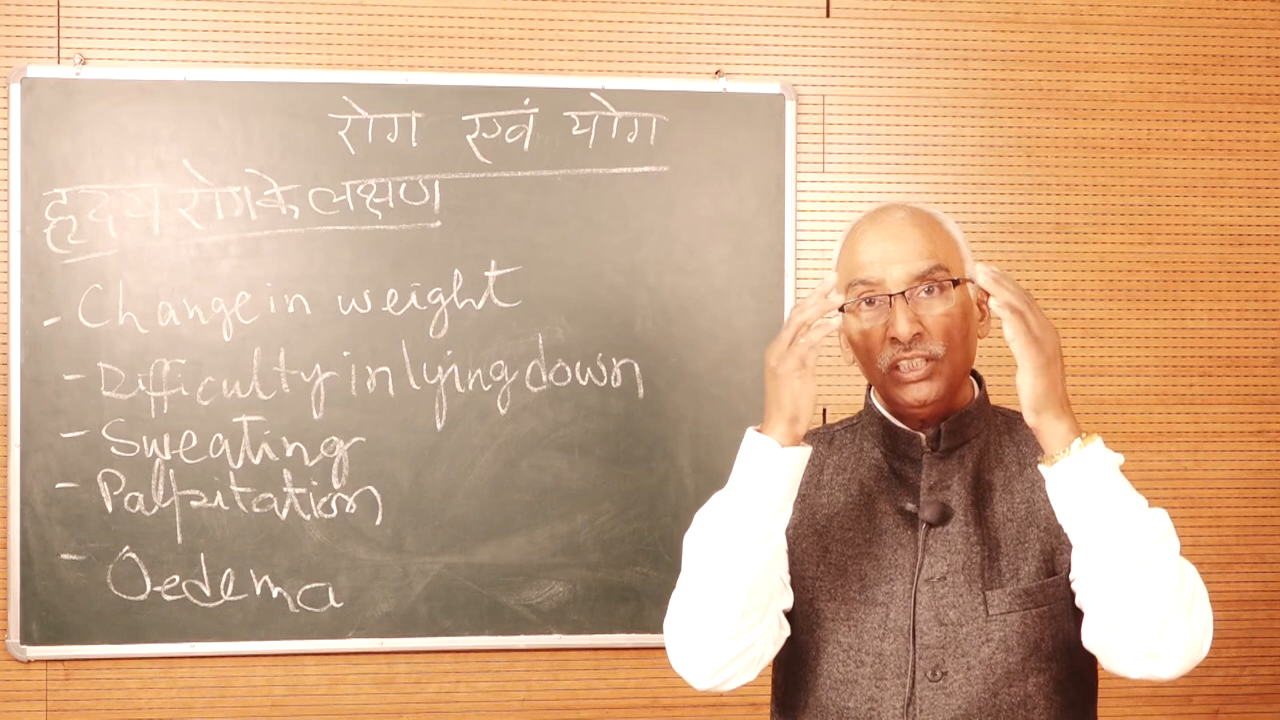 रोग एवं योग
हृदय रोग के लक्षण
- Change in weight
- Difficulty in lying down
- Sweating
- Palpitation
- Oedema